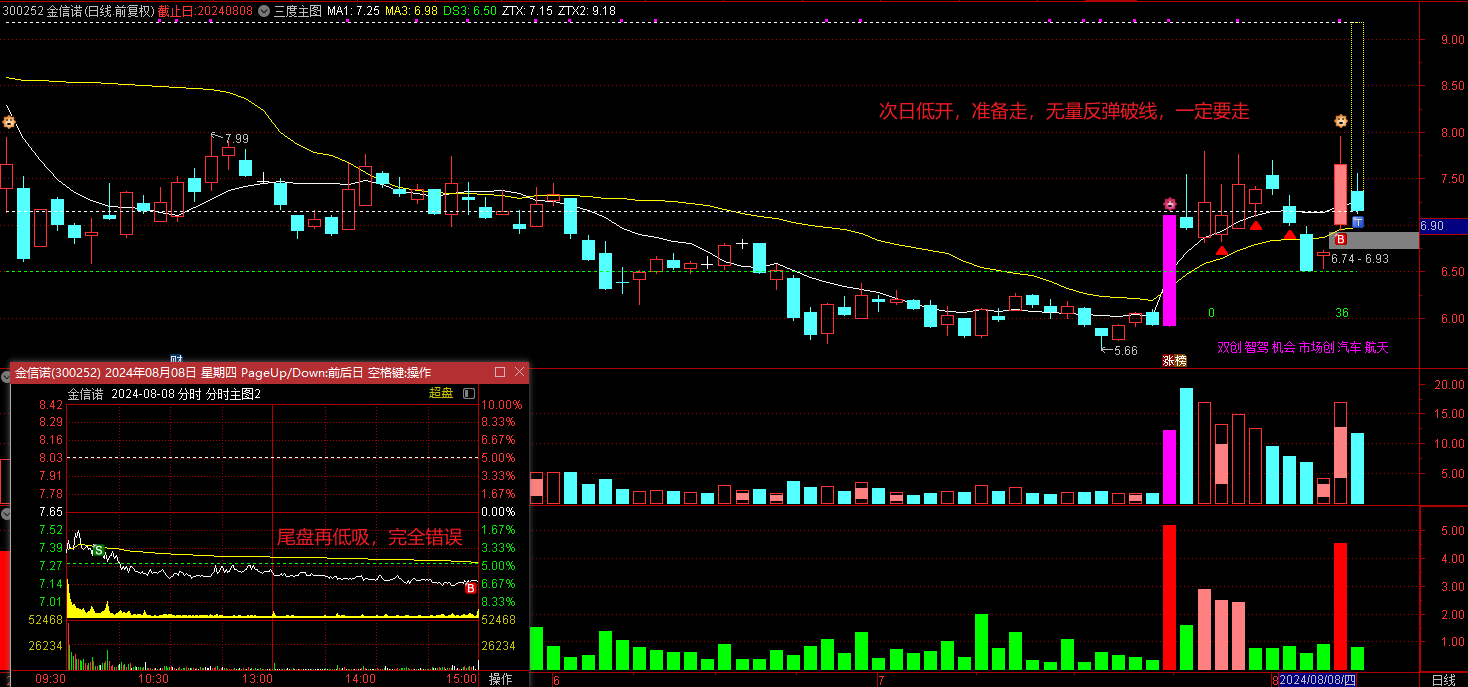 300252 金信诺(日线.前复权) 截止日:20240808 三度主图 MA1: 7.25 MA3: 6.98 DS3: 6.50 ZTX: 7.15 ZTX2: 9.18
9.00
8.50
次日低开，准备走，无量反弹破线，一定要走
8.00
7.99
7.50
T
6.90
B
6.74 - 6.93
6.50
0
36
6.00
5.66
双创 智驾 机会 市场创 汽车 航天
财
涨榜
金信诺(300252) 2024年08月08日 星期四 PageUp/Down:前后日 空格键:操作
金信诺 2024-08-08 分时 分时主图2 超盘
8.42 10.00%
8.29 8.33%
8.16 6.67%
8.03 5.00%
7.91 3.33%
7.78 1.67%
7.65 0.00%
7.52 1.67%
尾盘再低吸，完全错误
7.39 S 3.33%
7.27 5.00%
7.14 6.67%
B
7.01 8.33%
52468 52468
26234 26234
09:30 10:30 13:00 14:00 15:00 操作
20.00
15.00
10.00
5.00
5.00
4.00
3.00
2.00
1.00
6 7 8 2024/08/08/四 日线